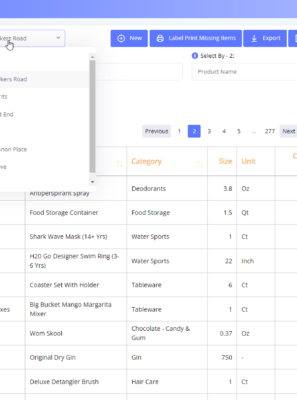 kers Road
New
Label Print Missing Items
Export
Select By - 2:
kers Road
Product Name
nts
t End
Previous 1 2 3 4 5 ... 277 Next
non Place
Category Size Unit
ve
Antiperspirant Spray Deodorants 3.8 Oz
Food Storage Container Food Storage 1.5 Qt
Shark Wave Mask (14+ Yrs) Water Sports 1 Ct
H2O Go Designer Swim Ring (3-
6 Yrs) Water Sports 22 Inch
Coaster Set With Holder Tableware 6 Ct
xes Big Bucket Mango Margarita
Mixer Tableware 1 Ct
Wom Skool Chocolate - Candy &
Gum 0.37 Oz
Original Dry Gin Gin 750 -
Deluxe Detangler Brush Hair Care 1 Ct